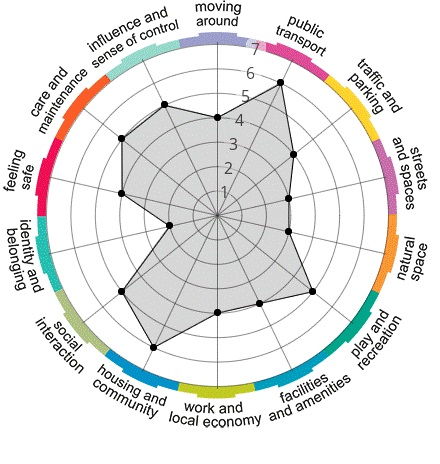 moving
around
public
transport
traffic and
parking
streets
and spaces
natural
space
play and
recreation
facilities
and amenities
work and
local economy
housing and
community
social
interaction
identity and
belonging
feeling
safe
care and
maintenance
influence and
sense of control
7
6
5
4
3
2
1